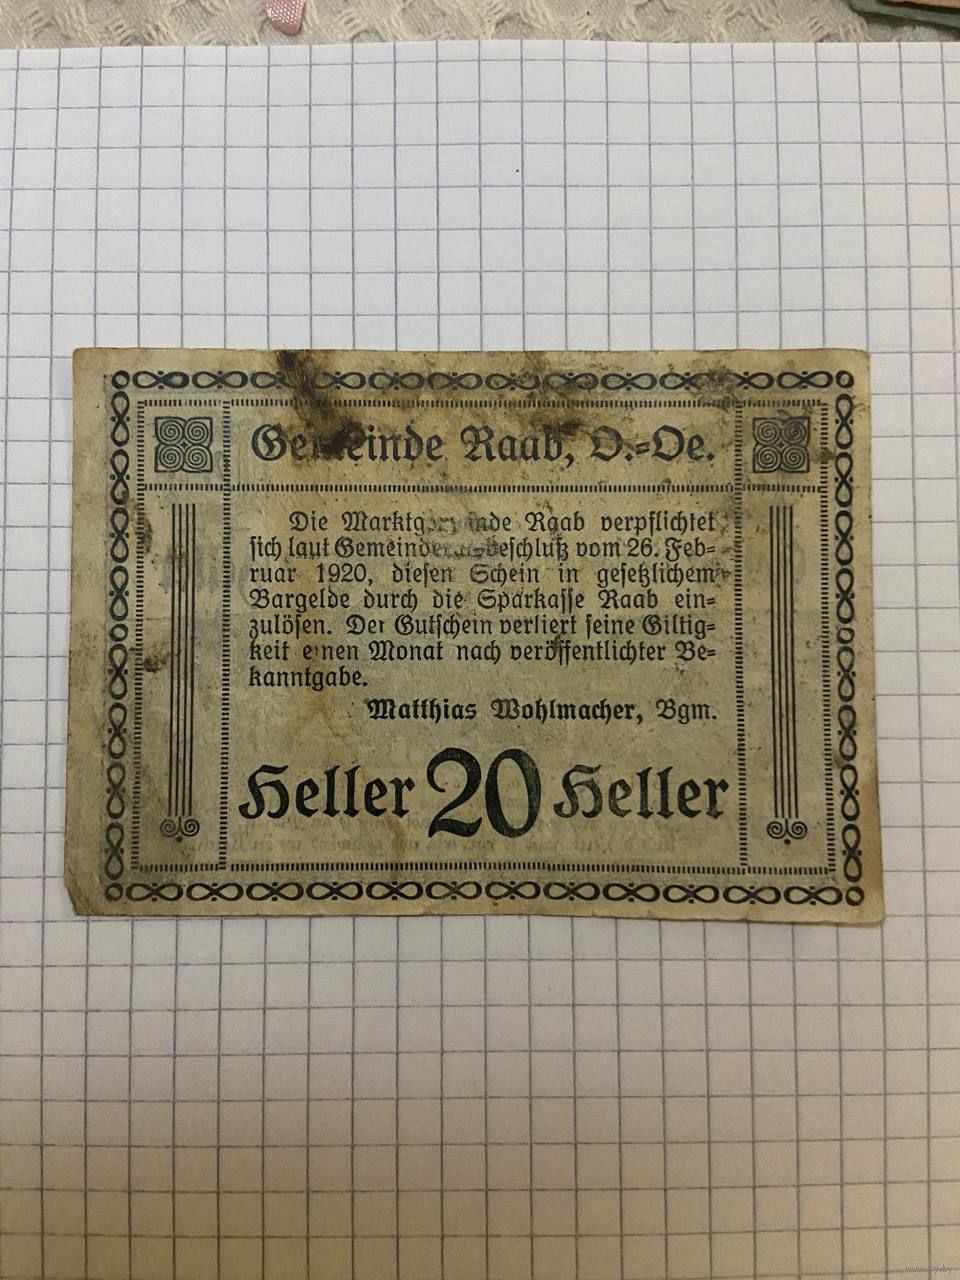 Gemeinde Raab, O.-Oe.
Die Marktgemeinde Raab verpflichtet
sich laut vom 26. Feb-
ruar 1920, diesen Schein in gesetzlichem
Bargelde durch die Sparkasse Raab ein-
zulösen. Der Gutschein verliert seine Giltig-
keit einen Monat nach veröffentlichter Be-
kanntgabe.
Matthias Wohlmacher, Bgm.
Heller 20 Heller